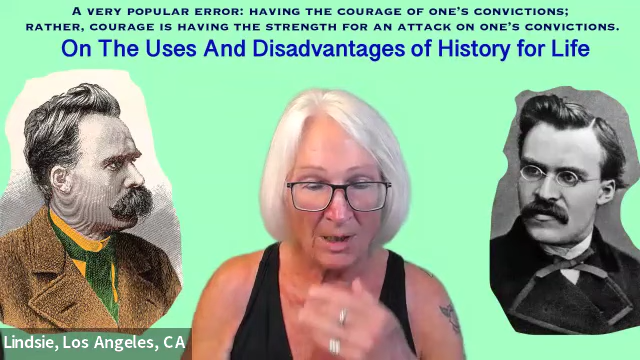 A VERY POPULAR ERROR: HAVING THE COURAGE OF ONE'S CONVICTIONS;
RATHER, COURAGE IS HAVING THE STRENGTH FOR AN ATTACK ON ONE'S CONVICTIONS.
On The Uses And Disadvantages of History for Life
Lindsie, Los Angeles, CA